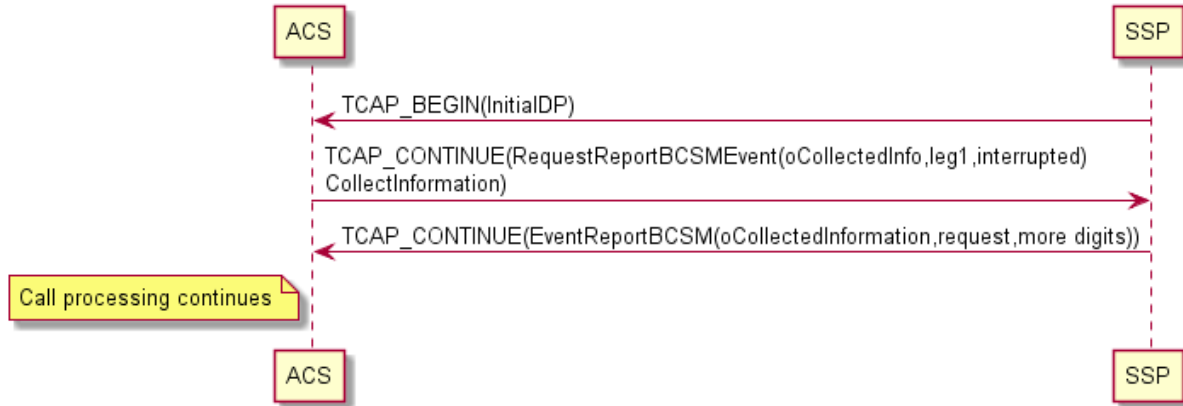 ACS
SSP
TCAP_BEGIN(InitialDP)
TCAP_CONTINUE(RequestReportBCSMEvent(oCollectedInfo,leg1,interrupted)
CollectInformation)
TCAP_CONTINUE(EventReportBCSM(oCollectedInformation,request,more digits))
Call processing continues
ACS
SSP